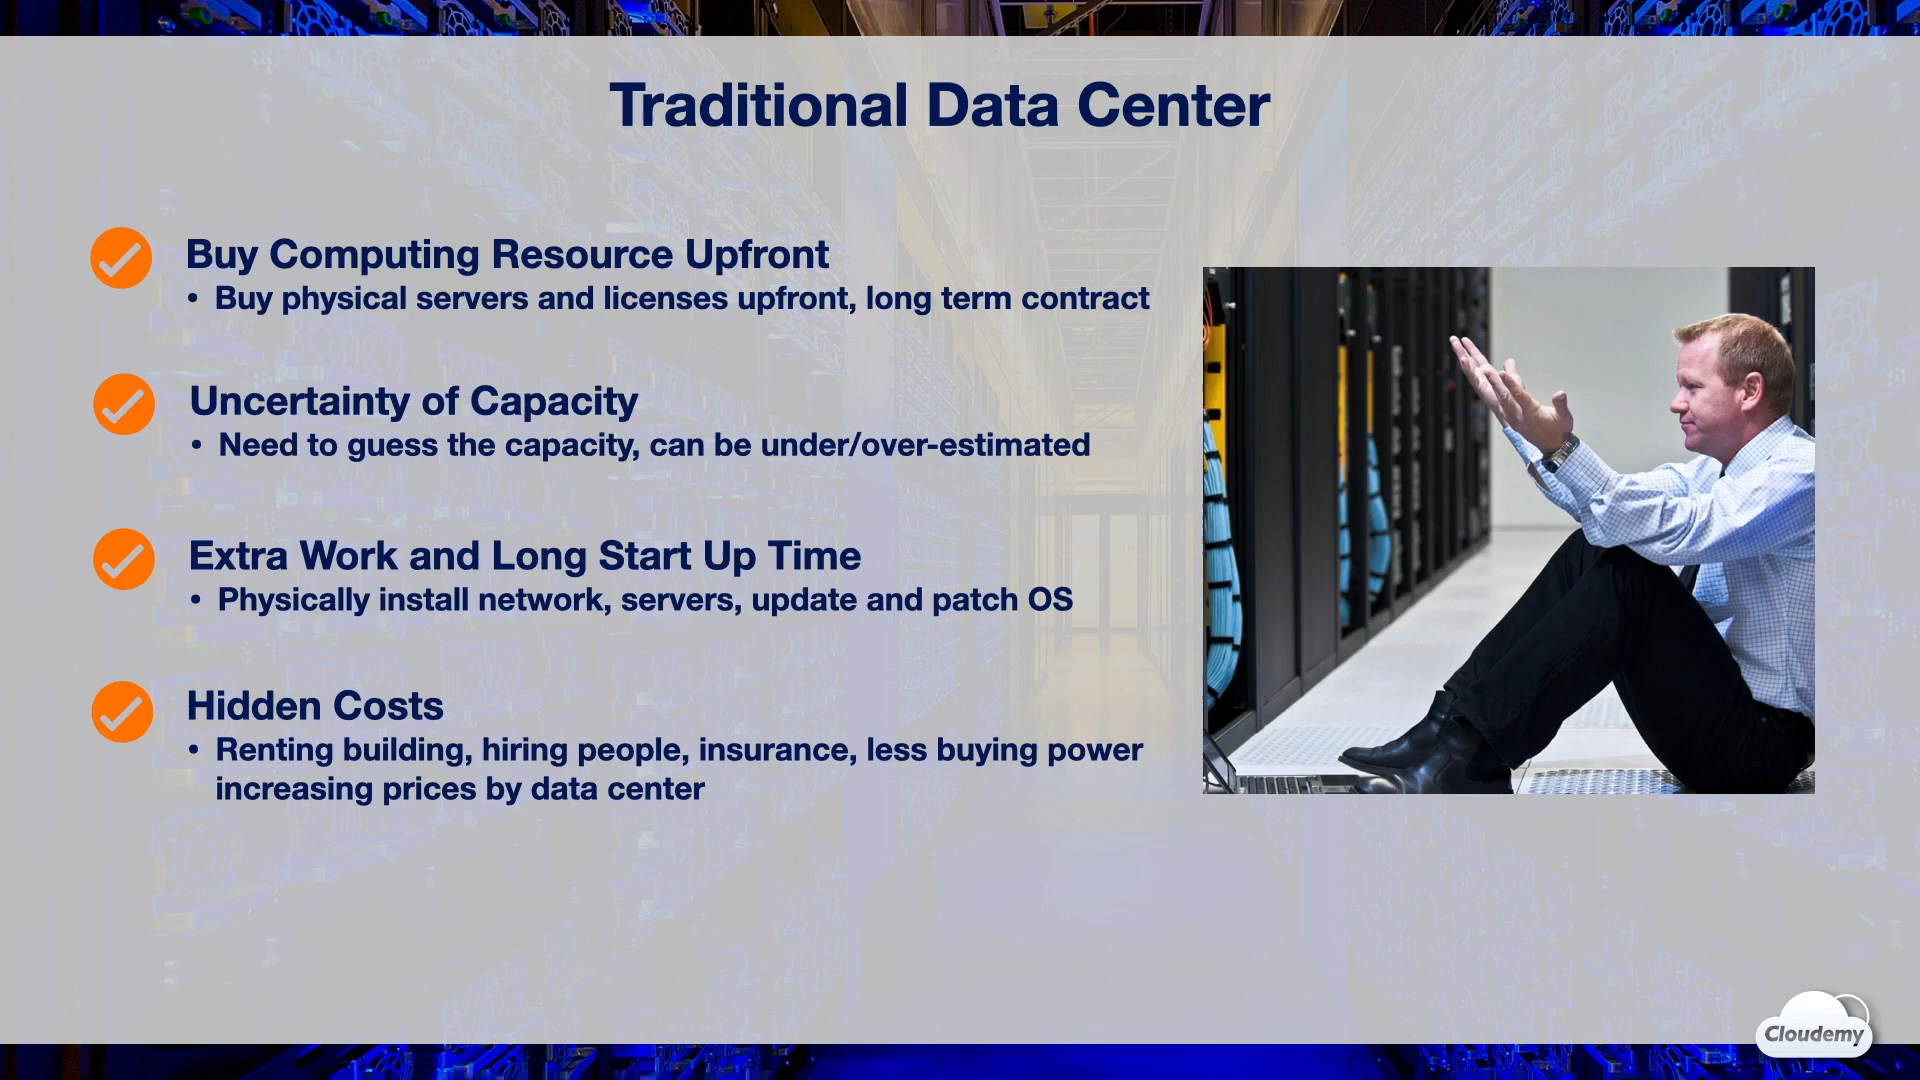 Traditional Data Center
Buy Computing Resource Upfront
• Buy physical servers and licenses upfront, long term contract
Uncertainty of Capacity
• Need to guess the capacity, can be under/over-estimated
Extra Work and Long Start Up Time
• Physically install network, servers, update and patch OS
Hidden Costs
• Renting building, hiring people, insurance, less buying power
increasing prices by data center
Cloudemy